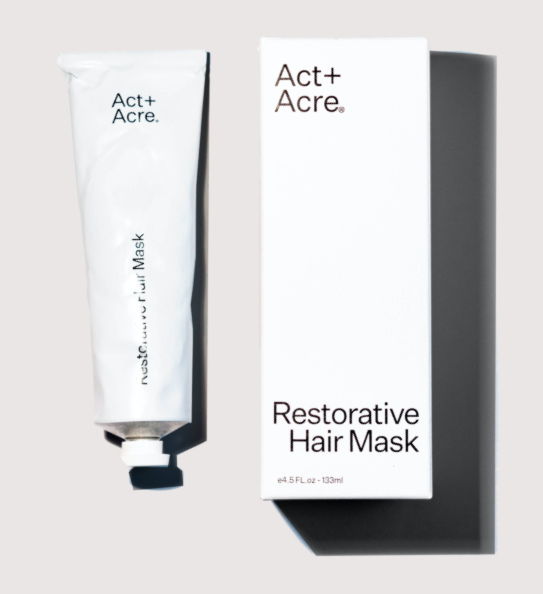 Act+
Acre®
Restorative Hair Mask
Act+
Acre®
Restorative
Hair Mask
e4.5 FL.oz - 133ml